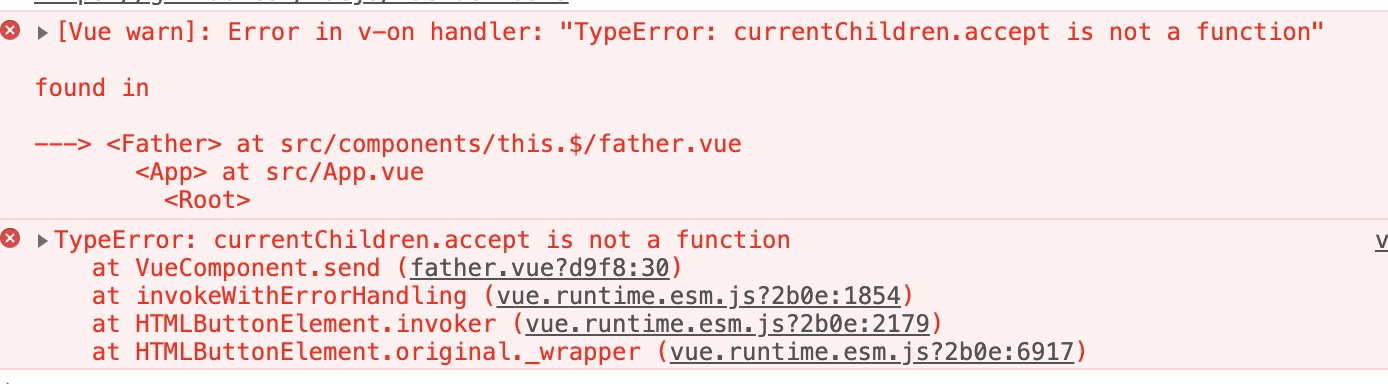 [Vue warn]: Error in v-on handler: "TypeError: currentChildren.accept is not a function"
found in
---> <Father> at src/components/this.$/father.vue
<App> at src/App.vue
<Root>
TypeError: currentChildren.accept is not a function
v
at VueComponent.send (father.vue?d9f8:30)
at invokeWithErrorHandling (vue.runtime.esm.js?2b0e:1854)
at HTMLButtonElement.invoker (vue.runtime.esm.js?2b0e:2179)
at HTMLButtonElement.original._wrapper (vue.runtime.esm.js?2b0e:6917)